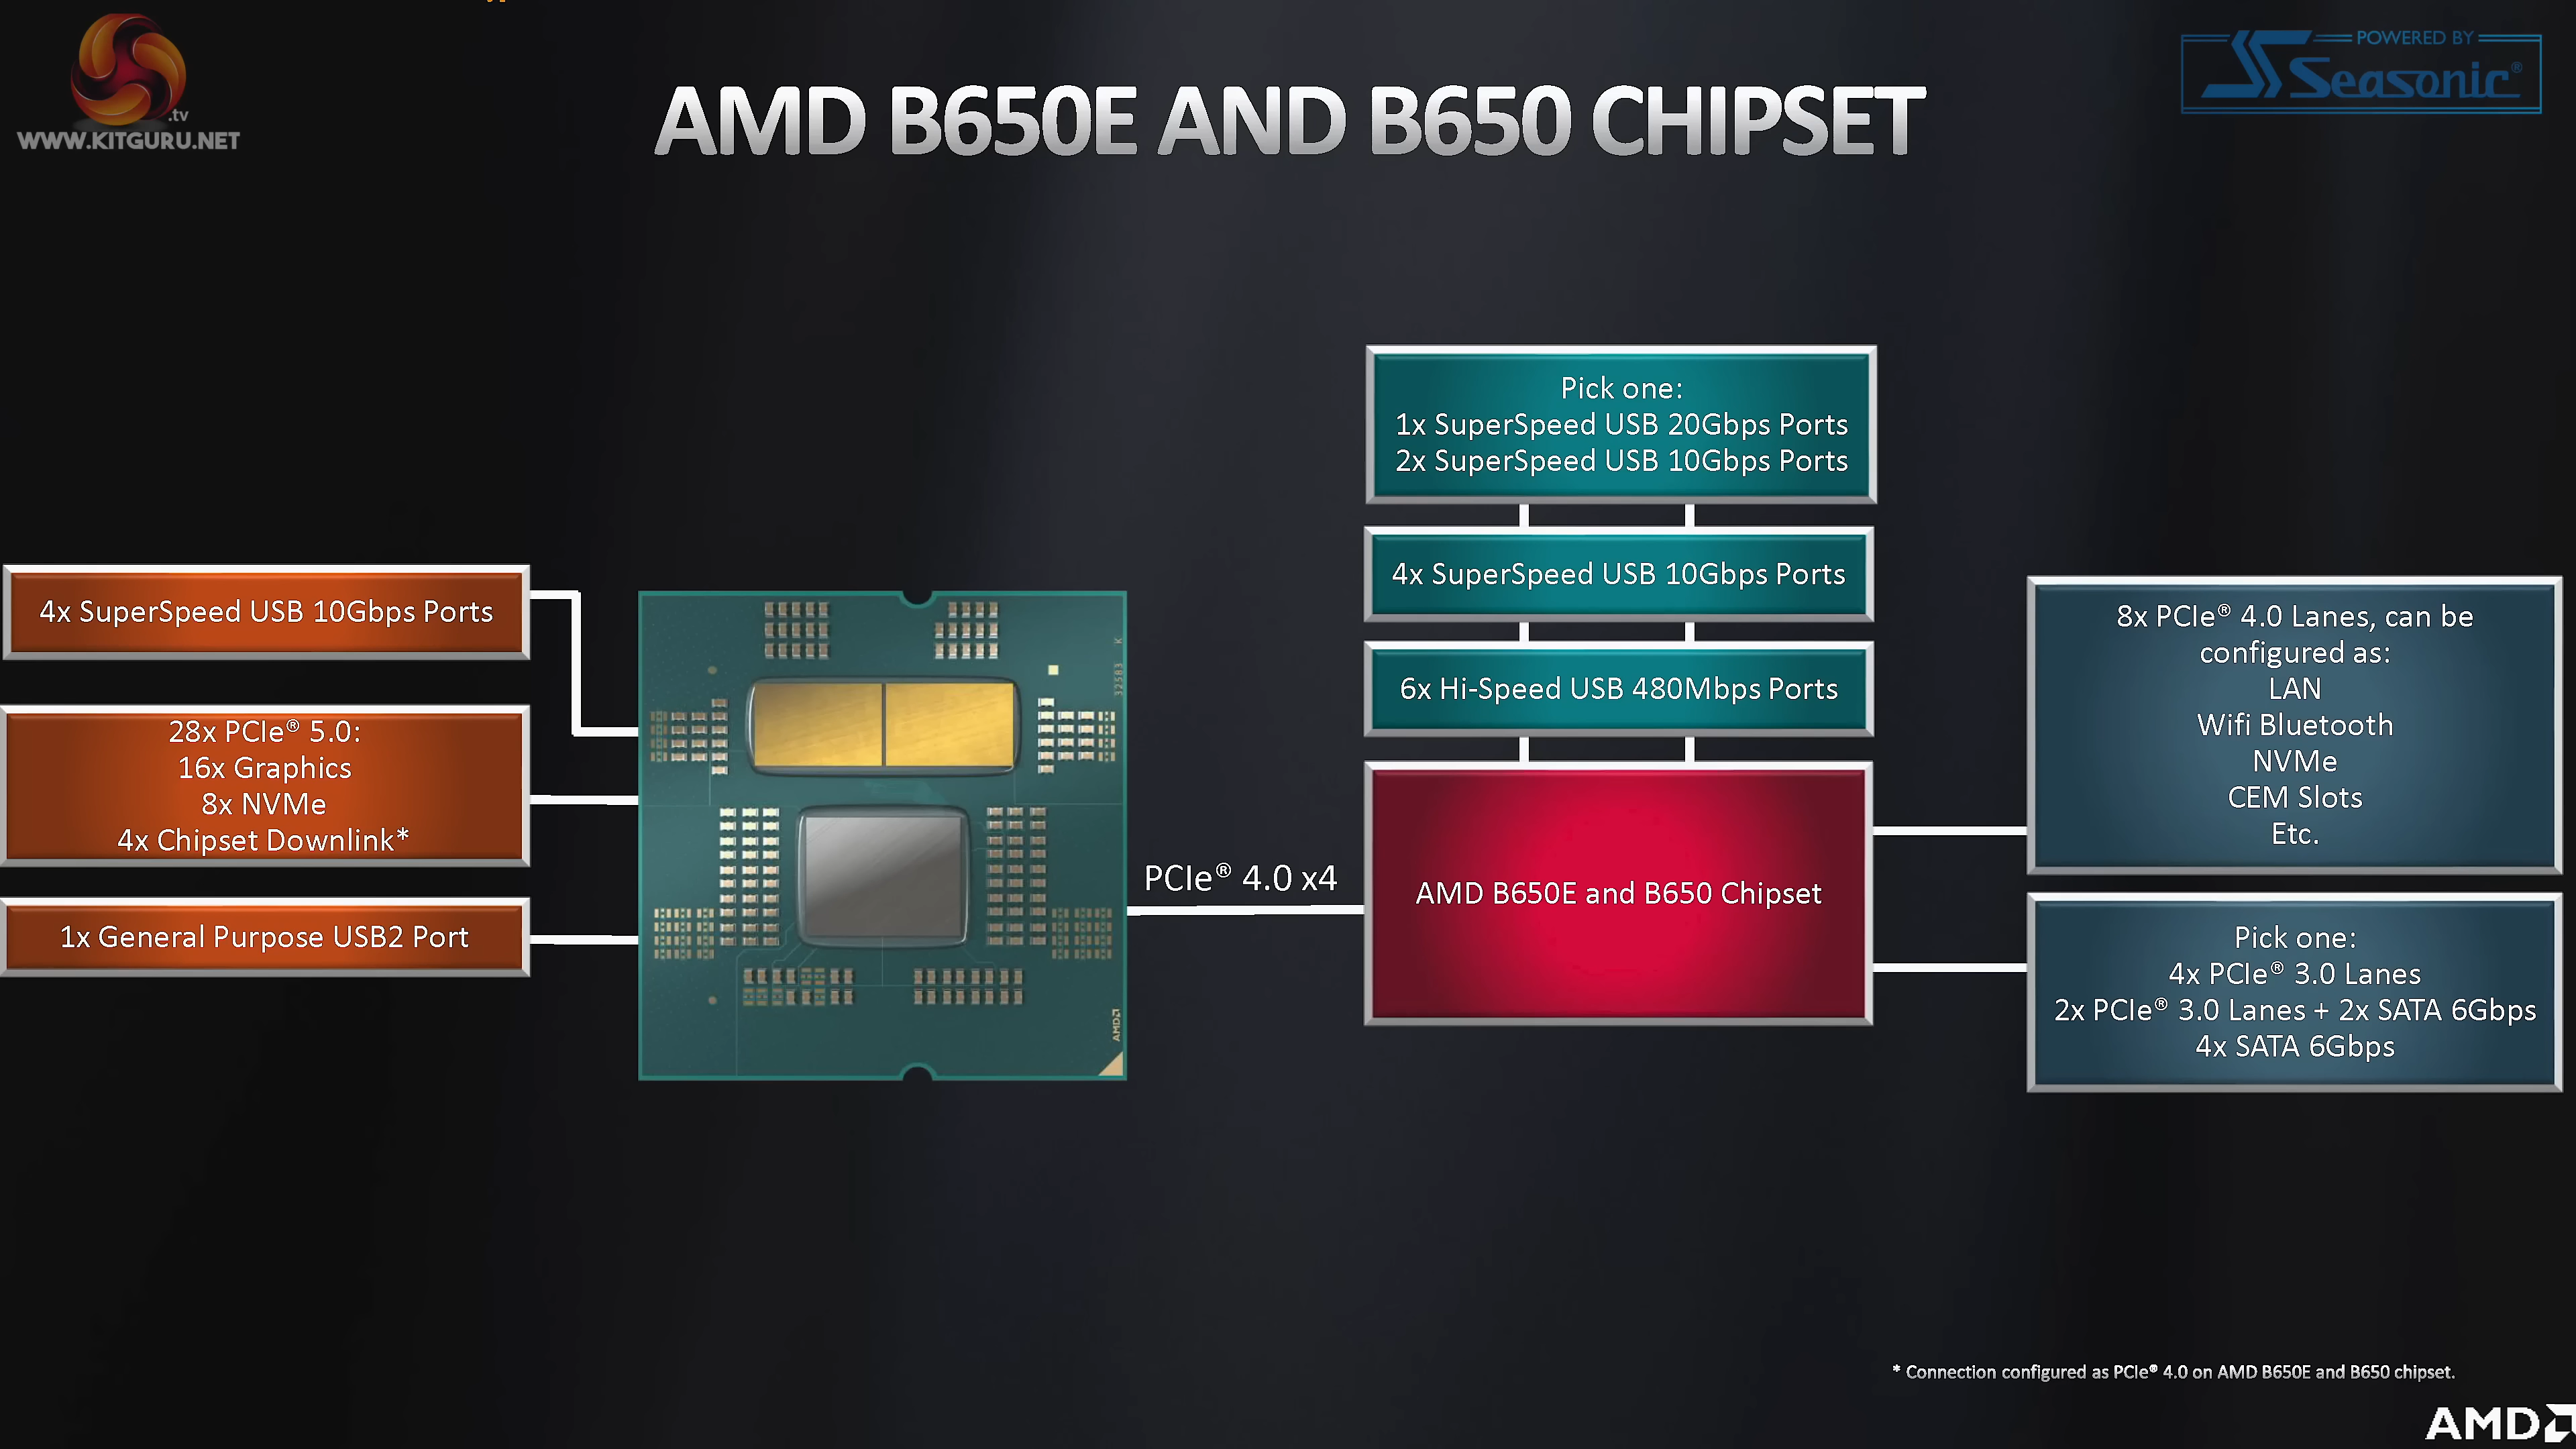 .tv
WWW.KITGURU.NET
POWERED BY
Seasonic®
AMD B650E AND B650 CHIPSET
4x SuperSpeed USB 10Gbps Ports
28x PCIe® 5.0:
16x Graphics
8x NVMe
4x Chipset Downlink*
1x General Purpose USB2 Port
32583 K
AMD
PCIe® 4.0 x4
Pick one:
1x SuperSpeed USB 20Gbps Ports
2x SuperSpeed USB 10Gbps Ports
4x SuperSpeed USB 10Gbps Ports
6x Hi-Speed USB 480Mbps Ports
AMD B650E and B650 Chipset
8x PCIe® 4.0 Lanes, can be
configured as:
LAN
Wifi Bluetooth
NVMe
CEM Slots
Etc.
Pick one:
4x PCIe® 3.0 Lanes
2x PCIe® 3.0 Lanes + 2x SATA 6Gbps
4x SATA 6Gbps
* Connection configured as PCIe® 4.0 on AMD B650E and B650 chipset.
AMD